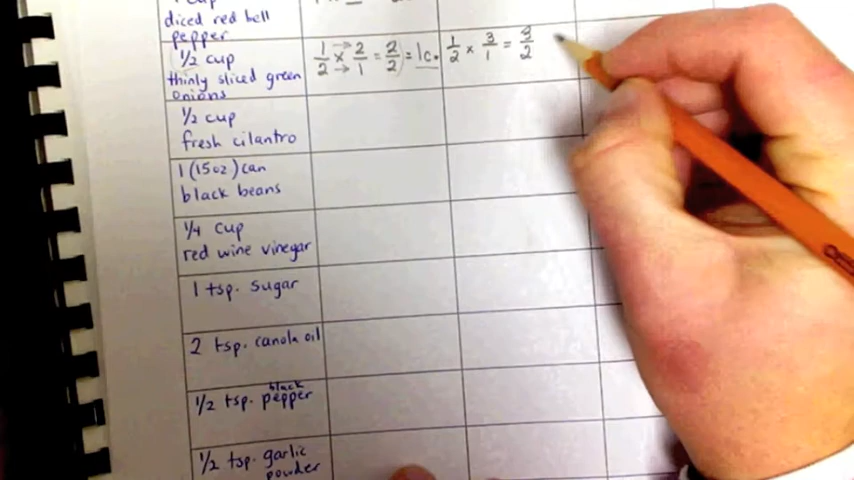 diced red bell
pepper
1/2 cup
thinly sliced green
onions
1/2 x 2/1 = 2/2 = 1c.
1/2 x 3/1 = 3/2
1/2 cup
fresh cilantro
1 (15oz) can
black beans
1/4 cup
red wine vinegar
1 tsp. sugar
2 tsp. canola oil
black
1/2 tsp. pepper
1/2 tsp. garlic
powder